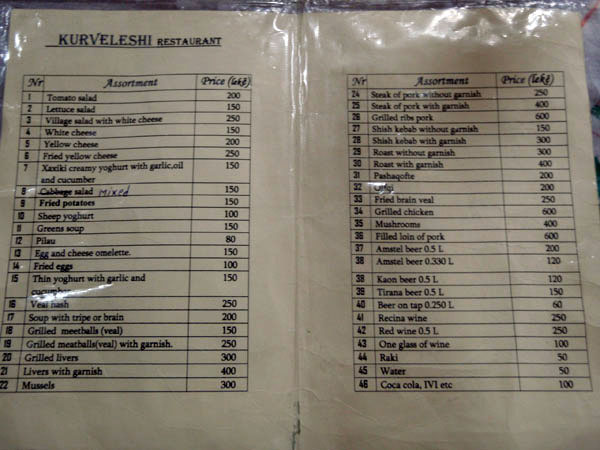 KURVELESHI RESTAURANT
Nr Assortment Price (lekë)
1 Tomato salad 200
2 Lettuce salad 150
3 Village salad with white cheese 250
4 White cheese 150
5 Yellow cheese 200
6 Fried yellow cheese 250
7 Xaxiki creamy yoghurt with garlic,oil 150
and cucumber
8 Cabbage salad mixed 150
9 Fried potatoes 150
10 Sheep yoghurt 100
11 Greens soup 150
12 Pilau 80
13 Egg and cheese omelette. 150
14 Fried eggs 100
15 Thin yoghurt with garlic and 150
cucumber
16 Veal hash 250
17 Soup with tripe or brain 200
18 Grilled meetballs (veal) 150
19 Grilled meatballs(veal) with garnish. 250
20 Grilled livers 300
21 Livers with garnish 400
22 Mussels 300
Nr Assortment Price (lekë)
24 Steak of pork without garnish 250
25 Steak of pork with garnish 400
26 Grilled ribs pork 600
27 Shish kebab without garnish 150
28 Shish kebab with garnish 300
29 Roast without garnish 300
30 Roast with garnish 400
31 Pashaqofte 200
32 200
33 Fried brain veal 250
34 Grilled chicken 600
35 Mushrooms 400
36 Filled loin of pork 600
37 Amstel beer 0.5 L 200
38 Amstel beer 0.330 L 120
38 Kaon beer 0.5 L 120
39 Tirana beer 0.5 L 150
40 Beer on tap 0.250 L 60
41 Recina wine 250
42 Red wine 0.5 L 250
43 One glass of wine 100
44 Raki 50
45 Water 50
46 Coca cola, IVI etc 100